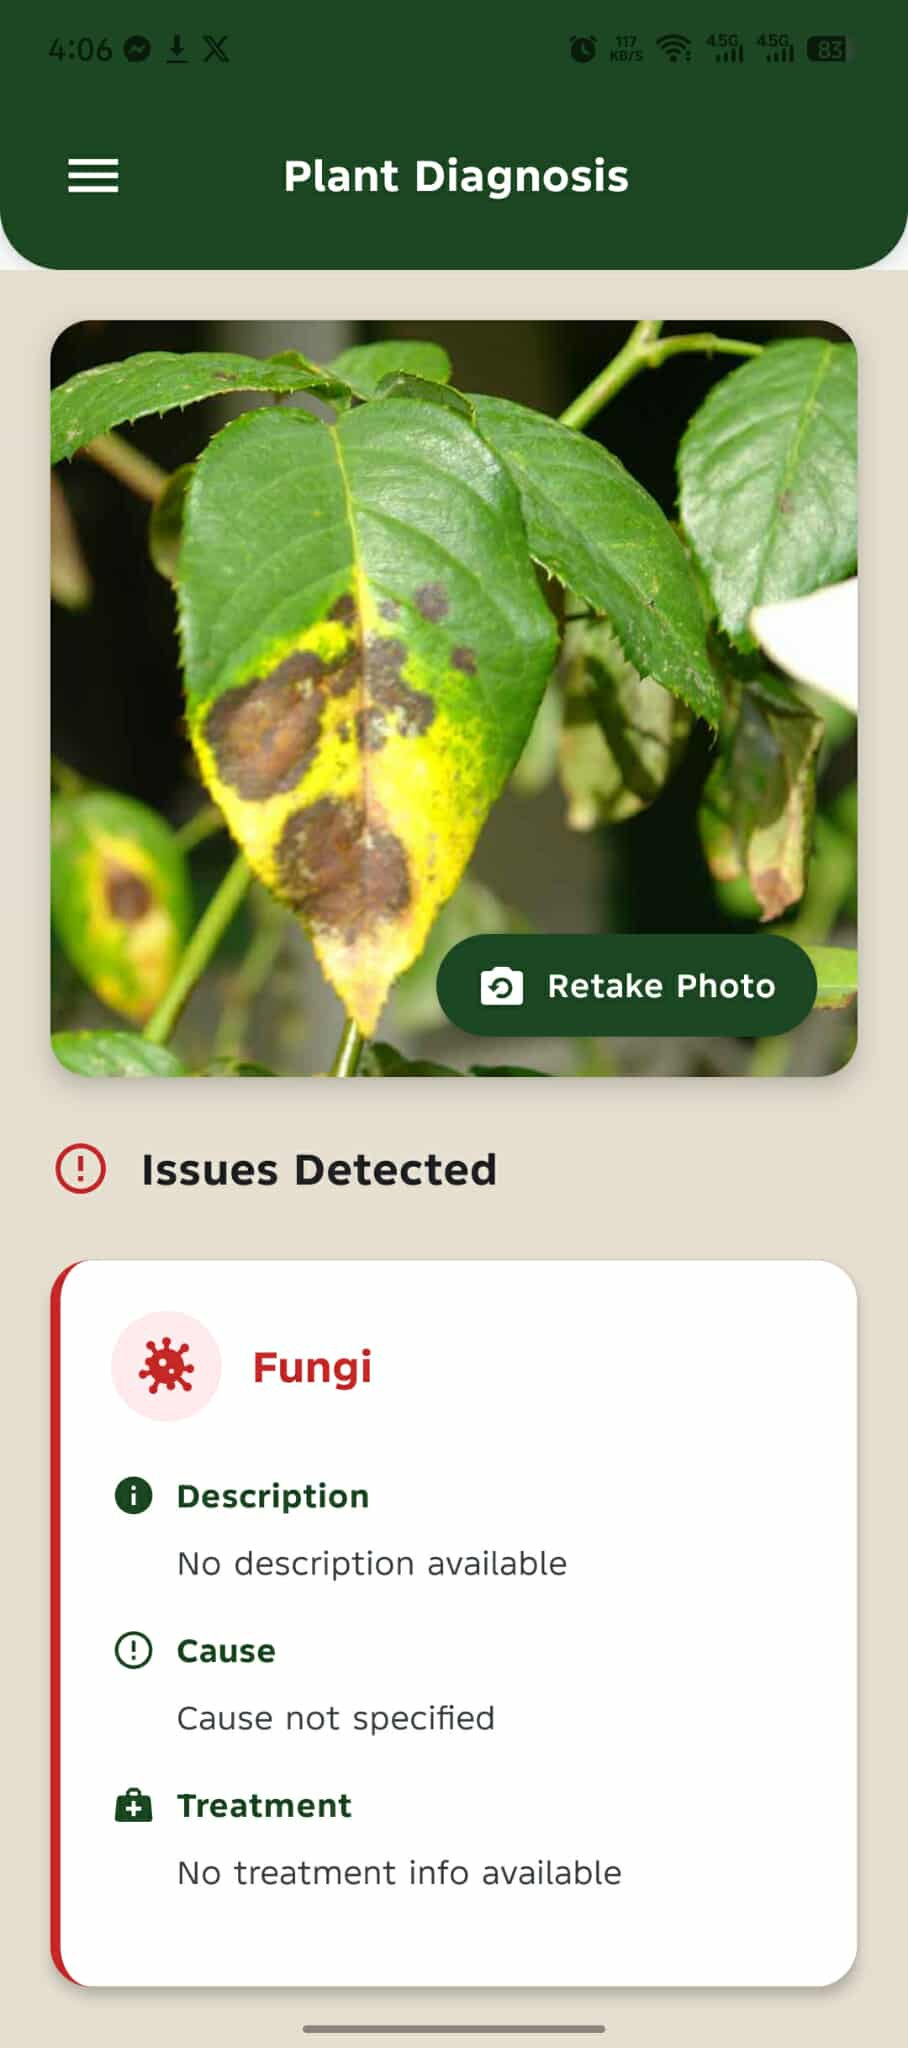 4:06
117 KB/S 4.5G 4.5G 83
Plant Diagnosis
Retake Photo
Issues Detected
Fungi
Description
No description available
Cause
Cause not specified
Treatment
No treatment info available